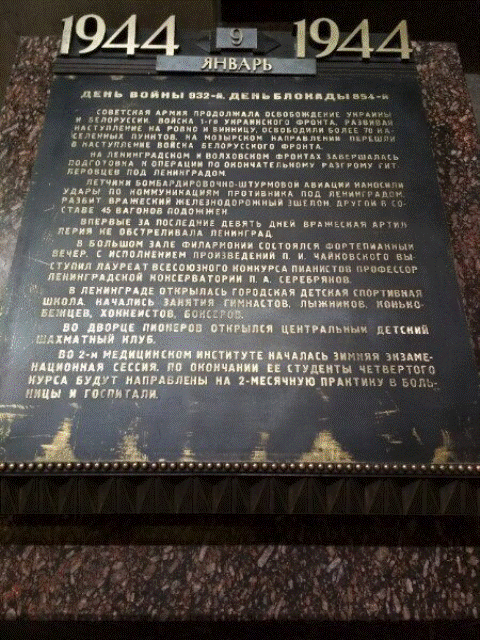 1944 9 1944
ЯНВАРЬ
ДЕНЬ ВОЙНЫ 932-й. ДЕНЬ БЛОКАДЫ 854-й
СОВЕТСКАЯ АРМИЯ ПРОДОЛЖАЛА ОСВОБОЖДЕНИЕ УКРАИНЫ
И БЕЛОРУССИИ. ВОЙСКА 1-го УКРАИНСКОГО ФРОНТА, РАЗВИВАЯ
НАСТУПЛЕНИЕ НА РОВНО И ВИННИЦУ, ОСВОБОДИЛИ БОЛЕЕ 70 НА-
СЕЛЕННЫХ ПУНКТОВ. НА МОЗЫРСКОМ НАПРАВЛЕНИИ ПЕРЕШЛИ
В НАСТУПЛЕНИЕ ВОЙСКА БЕЛОРУССКОГО ФРОНТА.
НА ЛЕНИНГРАДСКОМ И ВОЛХОВСКОМ ФРОНТАХ ЗАВЕРШАЛАСЬ
ПОДГОТОВКА К ОПЕРАЦИИ ПО ОКОНЧАТЕЛЬНОМУ РАЗГРОМУ ГИТ
ЛЕРОВЦЕВ ПОД ЛЕНИНГРАДОМ.
ЛЕТЧИКИ БОМБАРДИРОВОЧНО-ШТУРМОВОЙ АВИАЦИИ НАНОСИЛИ
УДАРЫ ПО КОММУНИКАЦИЯМ ПРОТИВНИКА ПОД ЛЕНИНГРАДОМ.
РАЗБИТ ВРАЖЕСКИЙ ЖЕЛЕЗНОДОРОЖНЫЙ ЭШЕЛОН, ДРУГОЙ В СО-
СТАВЕ 45 ВАГОНОВ ПОДОЖЖЕН.
ВПЕРВЫЕ ЗА ПОСЛЕДНИЕ ДЕВЯТЬ ДНЕЙ ВРАЖЕСКАЯ АРТИЛ
ЛЕРИЯ НЕ ОБСТРЕЛИВАЛА ЛЕНИНГРАД.
В БОЛЬШОМ ЗАЛЕ ФИЛАРМОНИИ СОСТОЯЛСЯ ФОРТЕПИАННЫЙ
ВЕЧЕР. С ИСПОЛНЕНИЕМ ПРОИЗВЕДЕНИЙ П. И. ЧАЙКОВСКОГО ВЫ-
СТУПИЛ ЛАУРЕАТ ВСЕСОЮЗНОГО КОНКУРСА ПИАНИСТОВ ПРОФЕССОР
ЛЕНИНГРАДСКОЙ КОНСЕРВАТОРИИ П. А. СЕРЕБРЯКОВ.
В ЛЕНИНГРАДЕ ОТКРЫЛАСЬ ГОРОДСКАЯ ДЕТСКАЯ СПОРТИВНАЯ
ШКОЛА. НАЧАЛИСЬ ЗАНЯТИЯ ГИМНАСТОВ, ЛЫЖНИКОВ, КОНЬКО-
БЕЖЦЕВ, ХОККЕИСТОВ, БОКСЕРОВ.
ВО ДВОРЦЕ ПИОНЕРОВ ОТКРЫЛСЯ ЦЕНТРАЛЬНЫЙ ДЕТСКИЙ
ШАХМАТНЫЙ КЛУБ.
ВО 2-м МЕДИЦИНСКОМ ИНСТИТУТЕ НАЧАЛАСЬ ЗИМНЯЯ ЭКЗАМЕ-
НАЦИОННАЯ СЕССИЯ. ПО ОКОНЧАНИИ ЕЕ СТУДЕНТЫ ЧЕТВЕРТОГО
КУРСА БУДУТ НАПРАВЛЕНЫ НА 2-МЕСЯЧНУЮ ПРАКТИКУ В БОЛЬ-
НИЦЫ И ГОСПИТАЛИ.